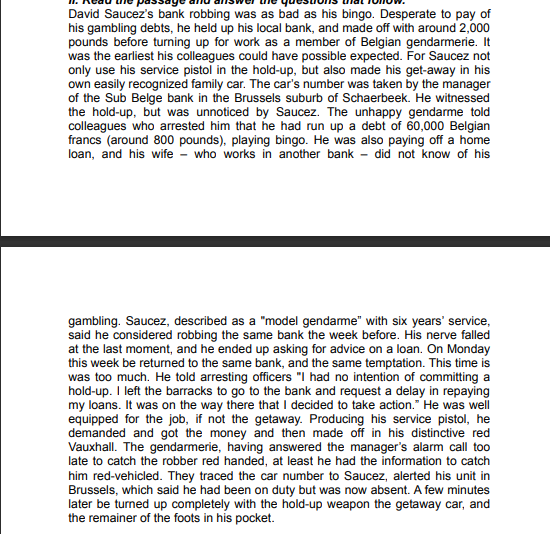 II. Read the passage and answer the questions that follow.
David Saucez's bank robbing was as bad as his bingo. Desperate to pay of
his gambling debts, he held up his local bank, and made off with around 2,000
pounds before turning up for work as a member of Belgian gendarmerie. It
was the earliest his colleagues could have possible expected. For Saucez not
only use his service pistol in the hold-up, but also made his get-away in his
own easily recognized family car. The car's number was taken by the manager
of the Sub Belge bank in the Brussels suburb of Schaerbeek. He witnessed
the hold-up, but was unnoticed by Saucez. The unhappy gendarme told
colleagues who arrested him that he had run up a debt of 60,000 Belgian
francs (around 800 pounds), playing bingo. He was also paying off a home
loan, and his wife – who works in another bank – did not know of his
gambling. Saucez, described as a "model gendarme” with six years’ service,
said he considered robbing the same bank the week before. His nerve falled
at the last moment, and he ended up asking for advice on a loan. On Monday
this week be returned to the same bank, and the same temptation. This time is
was too much. He told arresting officers "I had no intention of committing a
hold-up. I left the barracks to go to the bank and request a delay in repaying
my loans. It was on the way there that I decided to take action.” He was well
equipped for the job, if not the getaway. Producing his service pistol, he
demanded and got the money and then made off in his distinctive red
Vauxhall. The gendarmerie, having answered the manager's alarm call too
late to catch the robber red handed, at least he had the information to catch
him red-vehicled. They traced the car number to Saucez, alerted his unit in
Brussels, which said he had been on duty but was now absent. A few minutes
later be turned up completely with the hold-up weapon the getaway car, and
the remainer of the foots in his pocket.